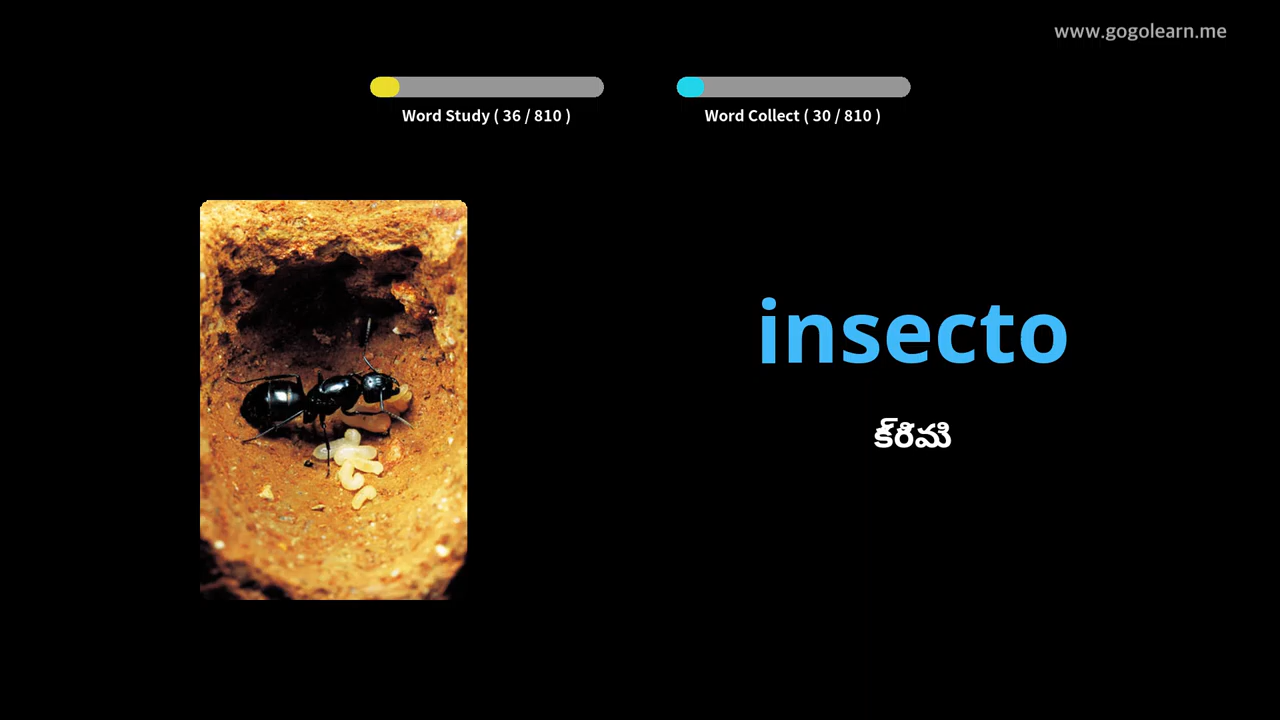 www.gogolearn.me
Word Study ( 36 / 810 )
Word Collect ( 30 / 810 )
insecto
క్రిమి